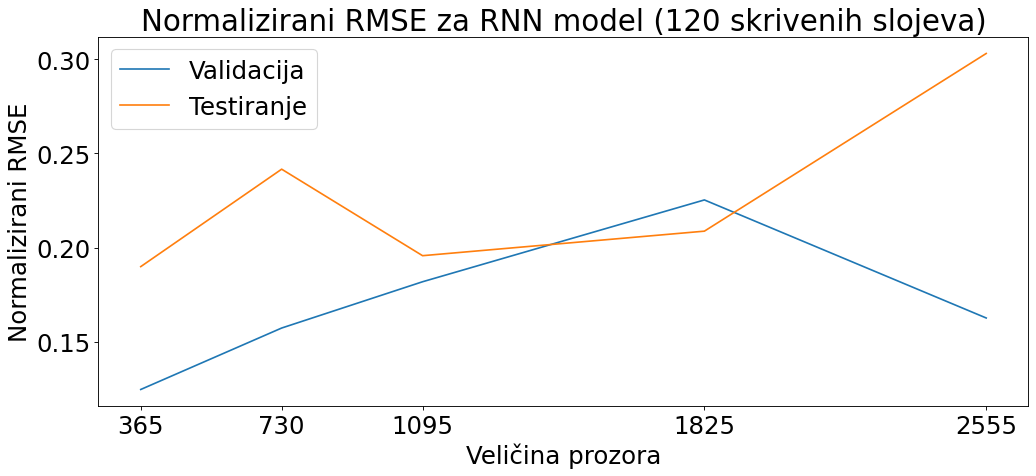 Normalizirani RMSE za RNN model (120 skrivenih slojeva)
Validacija
Testiranje
Normalizirani RMSE
0.30
0.25
0.20
0.15
365 730 1095 1825 2555
Veličina prozora